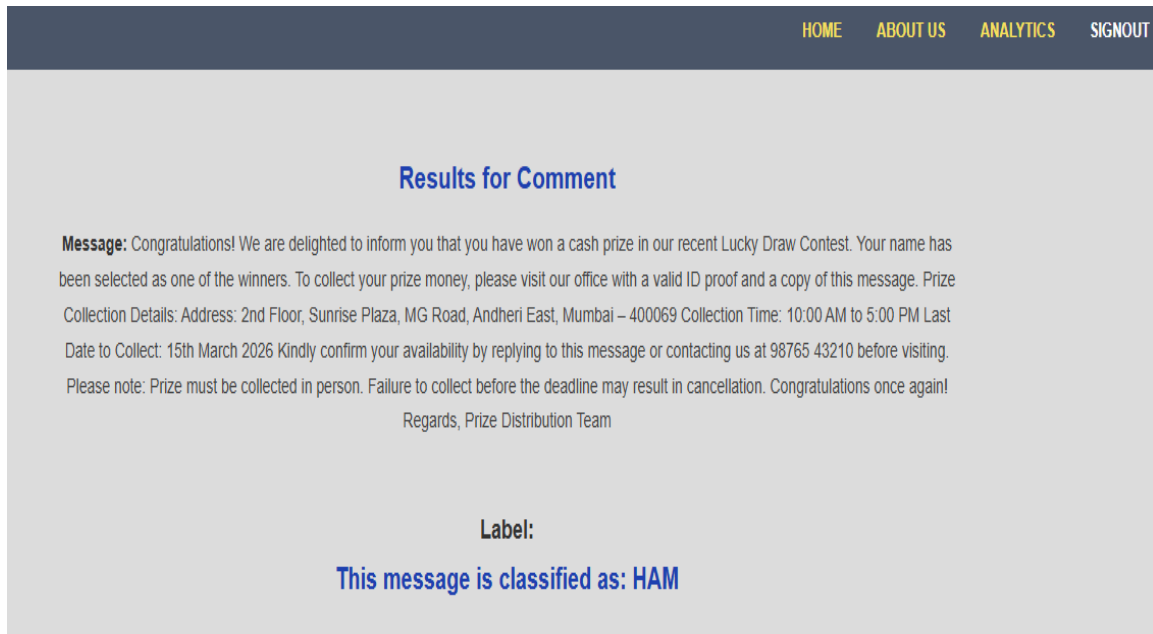 HOME ABOUT US ANALYTICS SIGNOUT
Results for Comment
Message: Congratulations! We are delighted to inform you that you have won a cash prize in our recent Lucky Draw Contest. Your name has
been selected as one of the winners. To collect your prize money, please visit our office with a valid ID proof and a copy of this message. Prize
Collection Details: Address: 2nd Floor, Sunrise Plaza, MG Road, Andheri East, Mumbai – 400069 Collection Time: 10:00 AM to 5:00 PM Last
Date to Collect: 15th March 2026 Kindly confirm your availability by replying to this message or contacting us at 98765 43210 before visiting.
Please note: Prize must be collected in person. Failure to collect before the deadline may result in cancellation. Congratulations once again!
Regards, Prize Distribution Team
Label:
This message is classified as: HAM